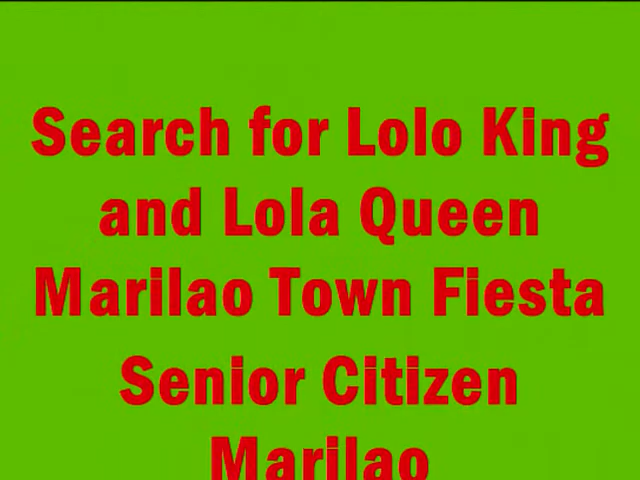 Search for Lolo King
and Lola Queen
Marilao Town Fiesta
Senior Citizen
Marilao